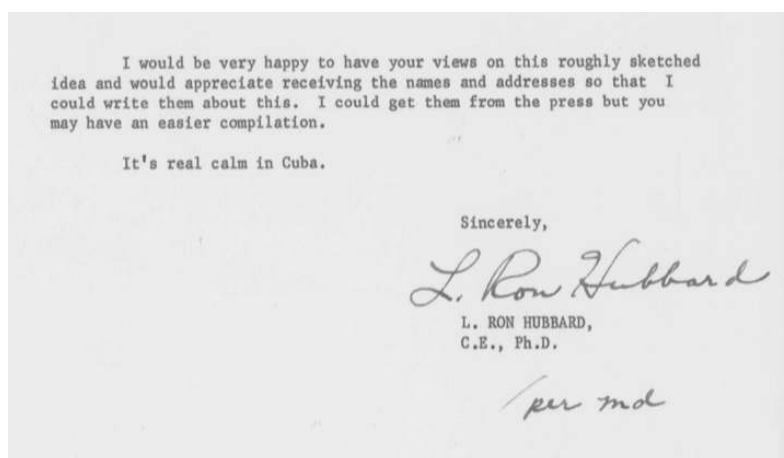 I would be very happy to have your views on this roughly sketched
idea and would appreciate receiving the names and addresses so that I
could write them about this. I could get them from the press but you
may have an easier compilation.
It's real calm in Cuba.
Sincerely,
L. Ron Hubbard
L. RON HUBBARD,
C.E., Ph.D.
/per md